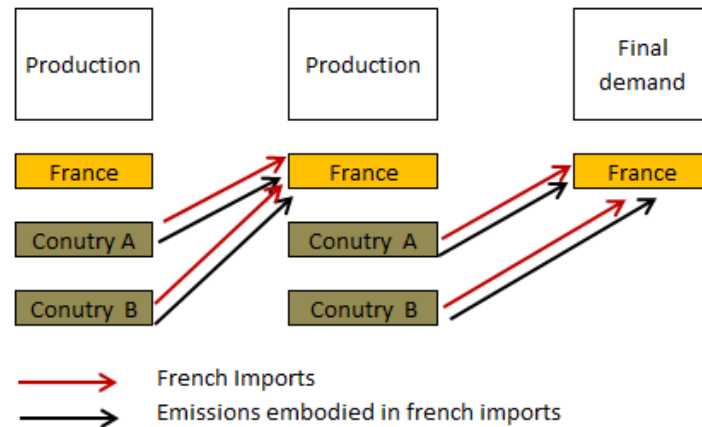 Production
Production
Final
demand
France
France
France
Conutry A
Conutry A
Conutry B
Conutry B
French Imports
Emissions embodied in french imports